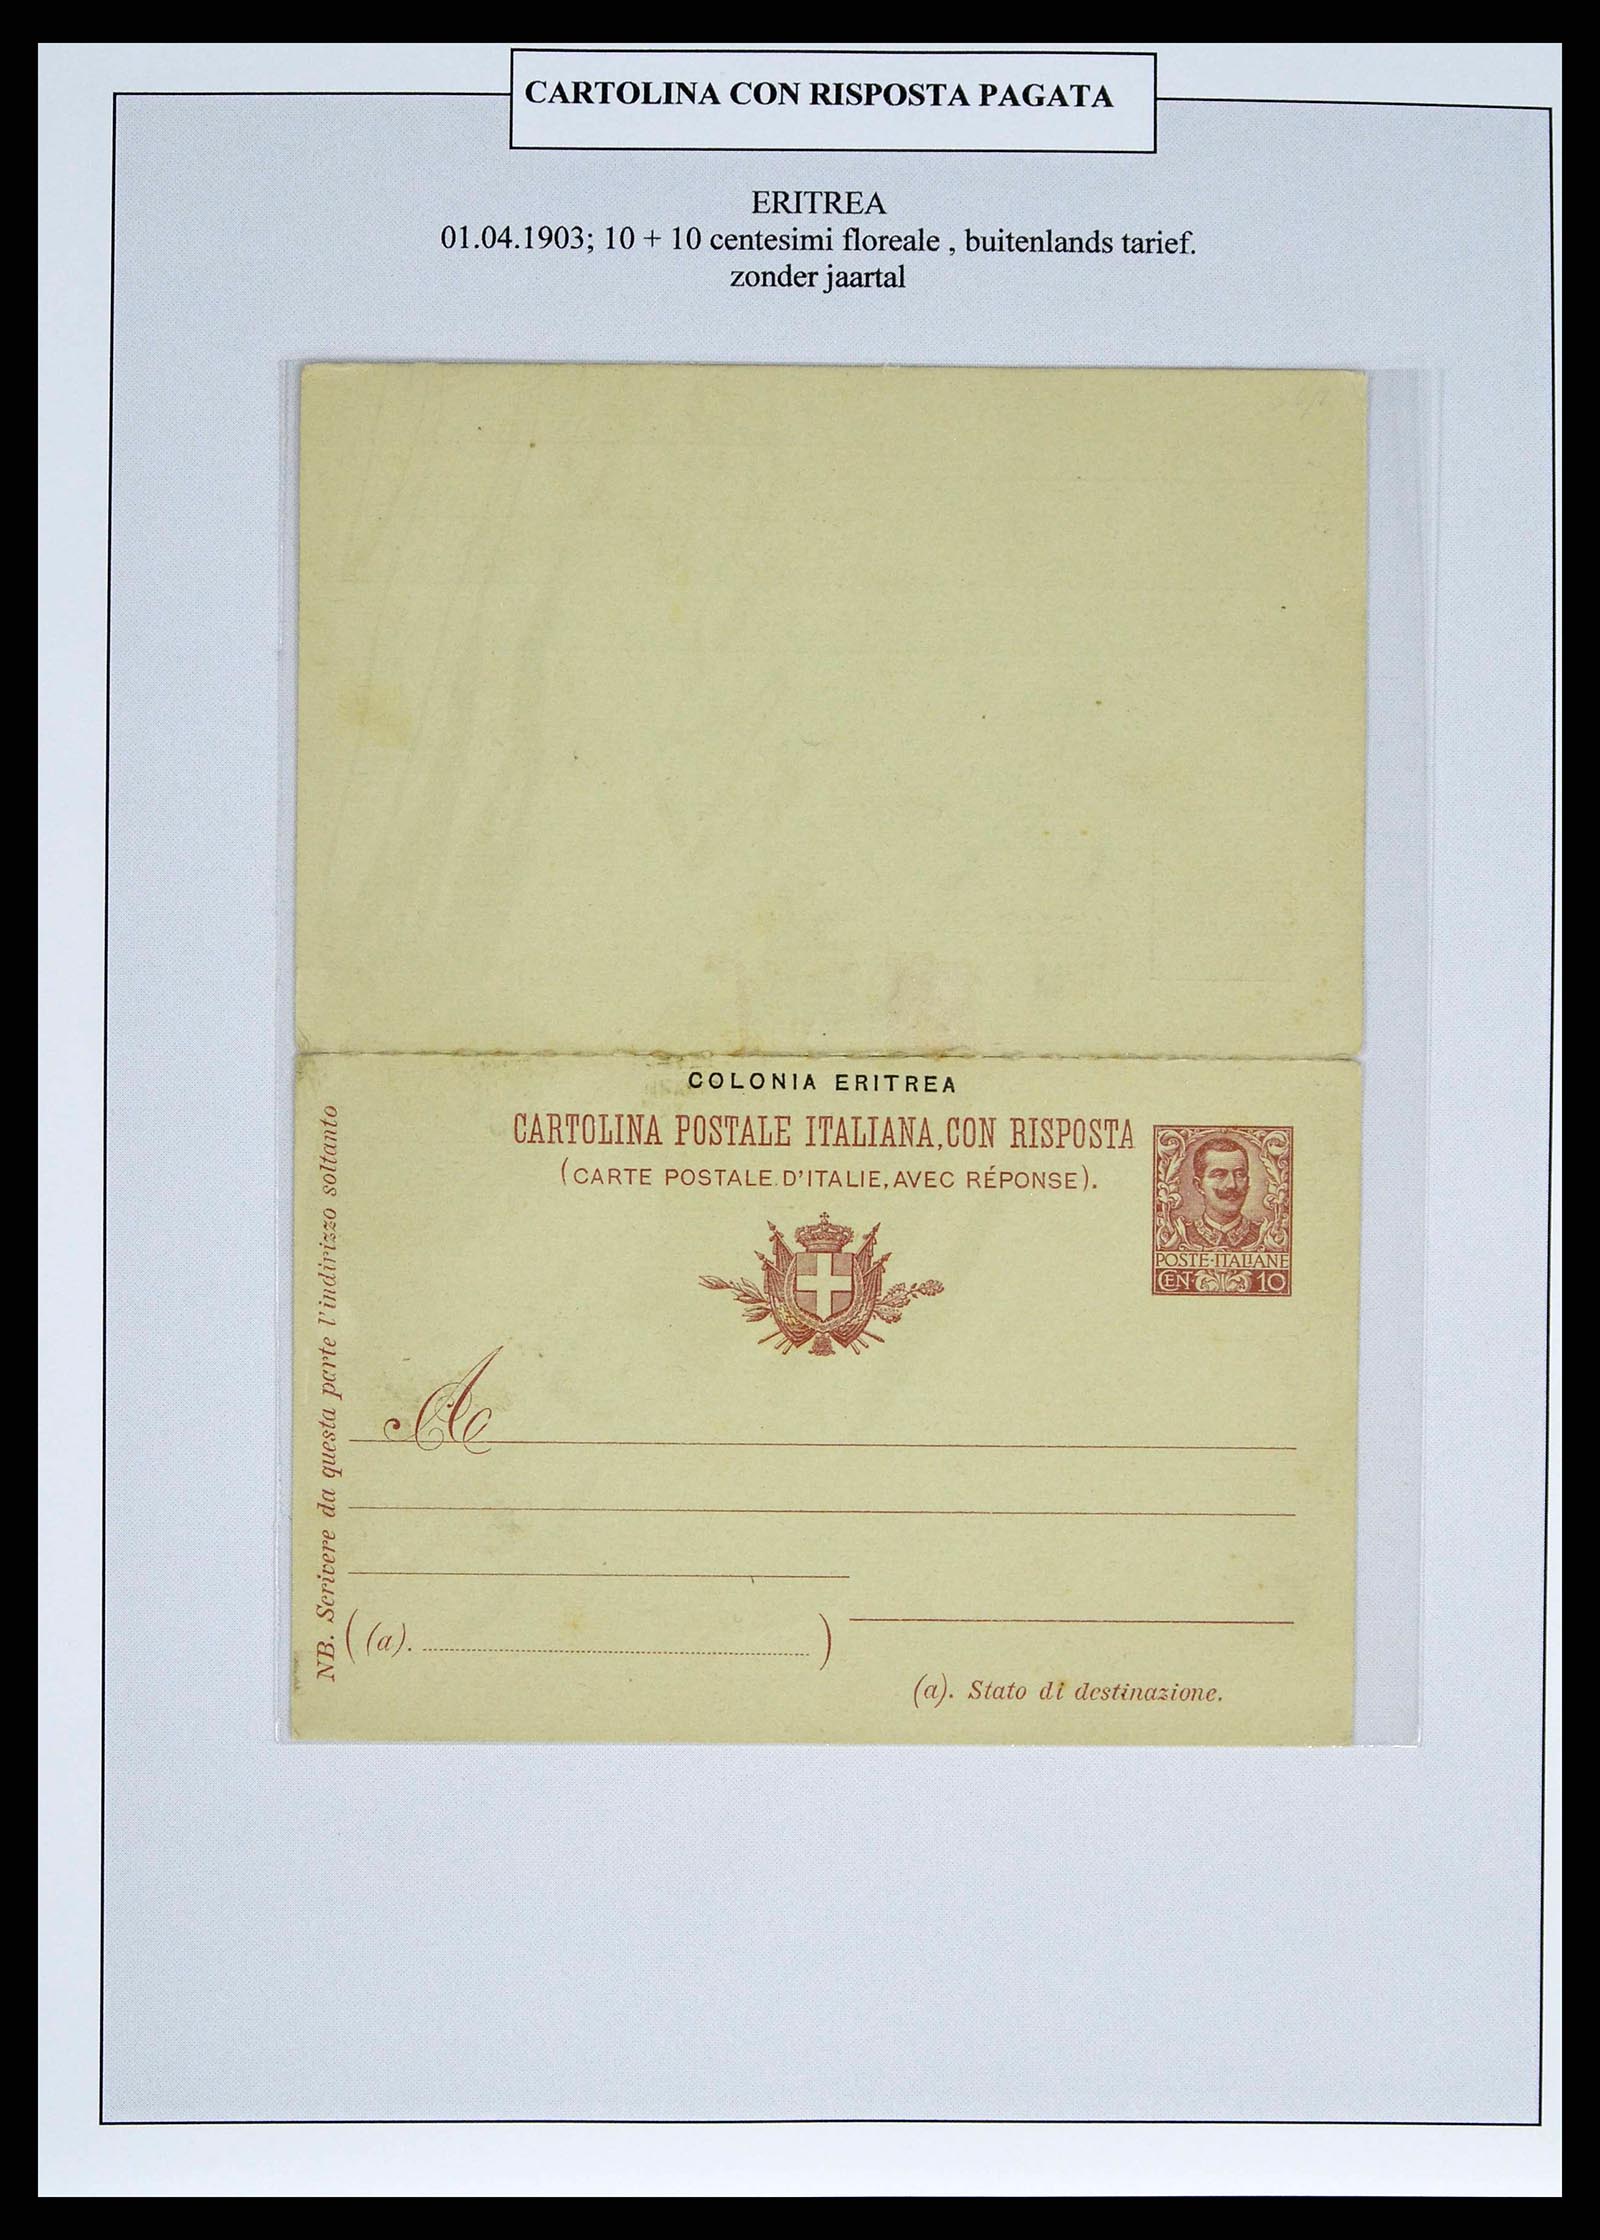 CARTOLINA CON RISPOSTA PAGATA
ERITREA
01.04.1903; 10 + 10 centesimi floreale , buitenlands tarief.
zonder jaartal
COLONIA ERITREA
CARTOLINA POSTALE ITALIANA, CON RISPOSTA
(CARTE POSTALE D'ITALIE, AVEC RÉPONSE).
POSTE·ITALIANE
CEN· 10
A
NB. Scrivere da questa parte l'indirizzo soltanto
( (a). )
(a). Stato di destinazione.